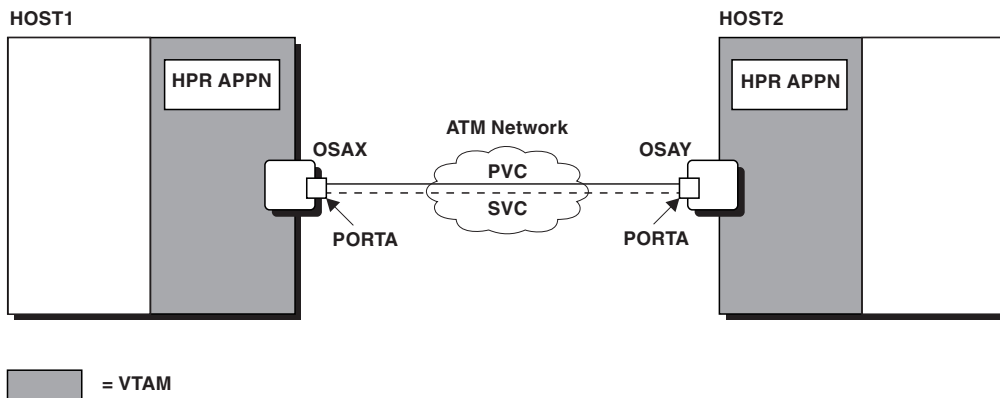 HOST1
HOST2
HPR APPN
HPR APPN
ATM Network
OSAX
OSAY
PVC
SVC
PORTA
PORTA
= VTAM